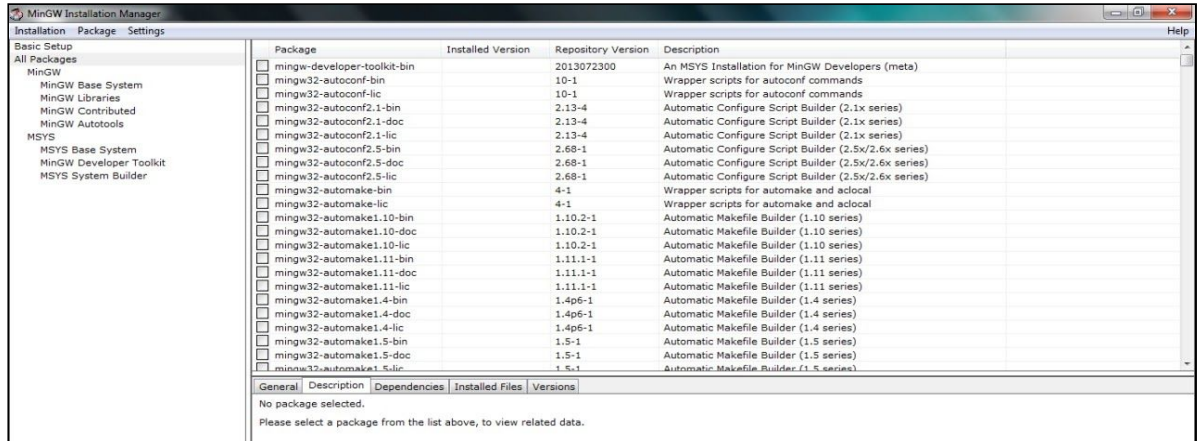 MinGW Installation Manager
Installation Package Settings Help
Basic Setup
All Packages
MinGW
MinGW Base System
MinGW Libraries
MinGW Contributed
MinGW Autotools
MSYS
MSYS Base System
MinGW Developer Toolkit
MSYS System Builder
Package Installed Version Repository Version Description
mingw-developer-toolkit-bin 2013072300 An MSYS Installation for MinGW Developers (meta)
mingw32-autoconf-bin 10-1 Wrapper scripts for autoconf commands
mingw32-autoconf-lic 10-1 Wrapper scripts for autoconf commands
mingw32-autoconf2.1-bin 2.13-4 Automatic Configure Script Builder (2.1x series)
mingw32-autoconf2.1-doc 2.13-4 Automatic Configure Script Builder (2.1x series)
mingw32-autoconf2.1-lic 2.13-4 Automatic Configure Script Builder (2.1x series)
mingw32-autoconf2.5-bin 2.68-1 Automatic Configure Script Builder (2.5x/2.6x series)
mingw32-autoconf2.5-doc 2.68-1 Automatic Configure Script Builder (2.5x/2.6x series)
mingw32-autoconf2.5-lic 2.68-1 Automatic Configure Script Builder (2.5x/2.6x series)
mingw32-automake-bin 4-1 Wrapper scripts for automake and aclocal
mingw32-automake-lic 4-1 Wrapper scripts for automake and aclocal
mingw32-automake1.10-bin 1.10.2-1 Automatic Makefile Builder (1.10 series)
mingw32-automake1.10-doc 1.10.2-1 Automatic Makefile Builder (1.10 series)
mingw32-automake1.10-lic 1.10.2-1 Automatic Makefile Builder (1.10 series)
mingw32-automake1.11-bin 1.11.1-1 Automatic Makefile Builder (1.11 series)
mingw32-automake1.11-doc 1.11.1-1 Automatic Makefile Builder (1.11 series)
mingw32-automake1.11-lic 1.11.1-1 Automatic Makefile Builder (1.11 series)
mingw32-automake1.4-bin 1.4p6-1 Automatic Makefile Builder (1.4 series)
mingw32-automake1.4-doc 1.4p6-1 Automatic Makefile Builder (1.4 series)
mingw32-automake1.4-lic 1.4p6-1 Automatic Makefile Builder (1.4 series)
mingw32-automake1.5-bin 1.5-1 Automatic Makefile Builder (1.5 series)
mingw32-automake1.5-doc 1.5-1 Automatic Makefile Builder (1.5 series)
mingw32-automake1.5-lic 1.5-1 Automatic Makefile Builder (1.5 series)
General Description Dependencies Installed Files Versions
No package selected.
Please select a package from the list above, to view related data.